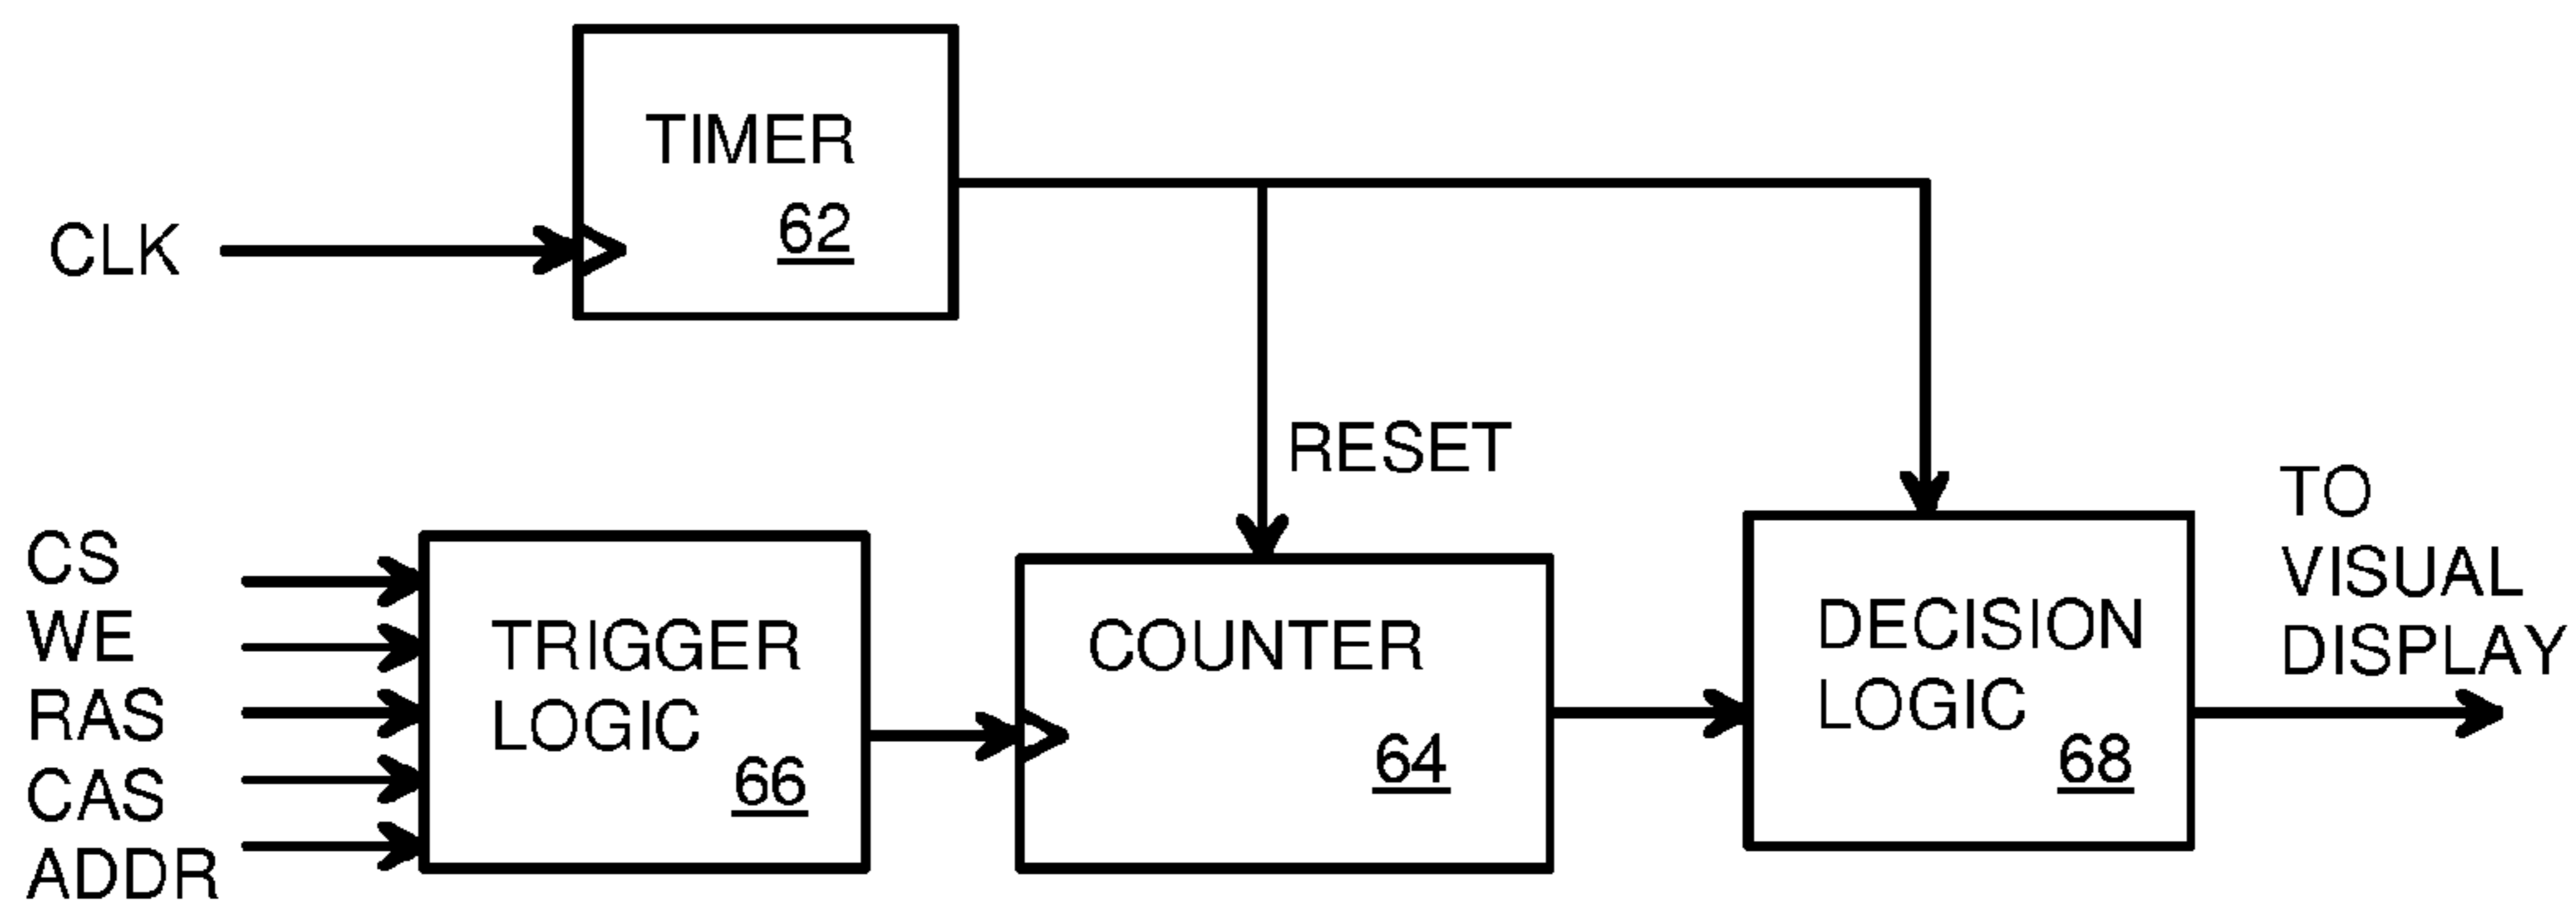 TIMER
62
CLK
RESET
CS
WE
RAS
CAS
ADDR
TRIGGER
LOGIC
66
COUNTER
64
DECISION
LOGIC
68
TO
VISUAL
DISPLAY